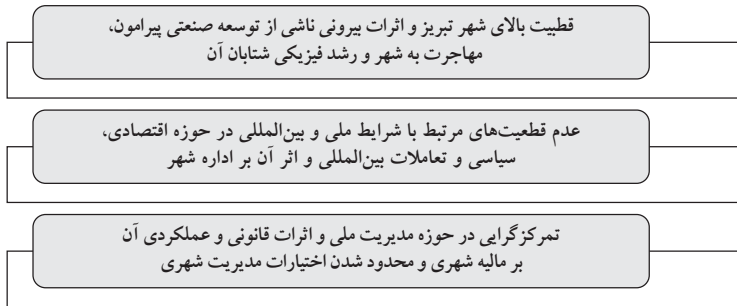 قطبیت بالای شهر تبریز و اثرات بیرونی ناشی از توسعه صنعتی پیرامون،
مهاجرت به شهر و رشد فیزیکی شتابان آن
عدم قطعیت‌های مرتبط با شرایط ملی و بین‌المللی در حوزه اقتصادی،
سیاسی و تعاملات بین‌المللی و اثر آن بر اداره شهر
تمرکزگرایی در حوزه مدیریت ملی و اثرات قانونی و عملکردی آن
بر مالیه شهری و محدود شدن اختیارات مدیریت شهری